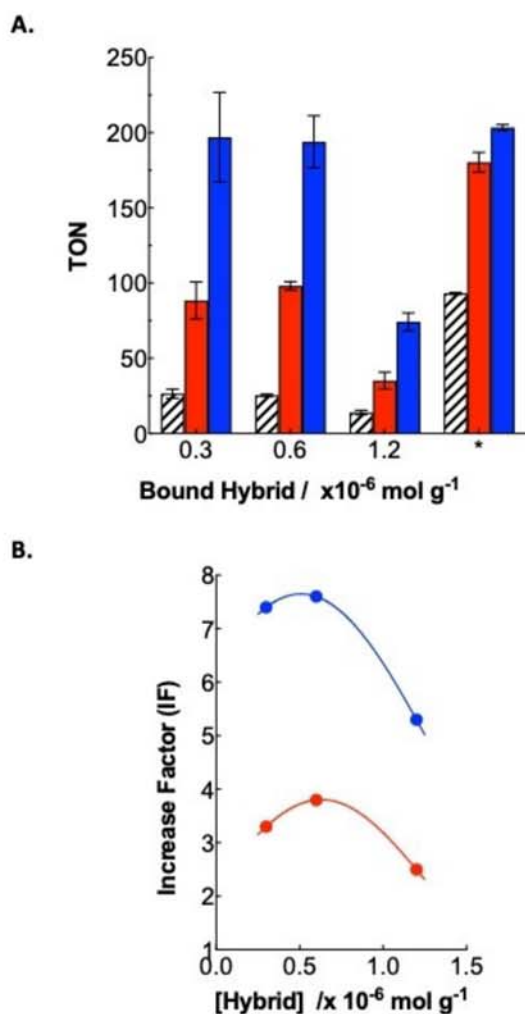 A.
250
200
150
100
50
0
TON
0.3 0.6 1.2 *
Bound Hybrid / x10⁻⁶ mol g⁻¹
B.
8
7
6
5
4
3
2
1
Increase Factor (IF)
0.0 0.5 1.0 1.5
[Hybrid] /x 10⁻⁶ mol g⁻¹